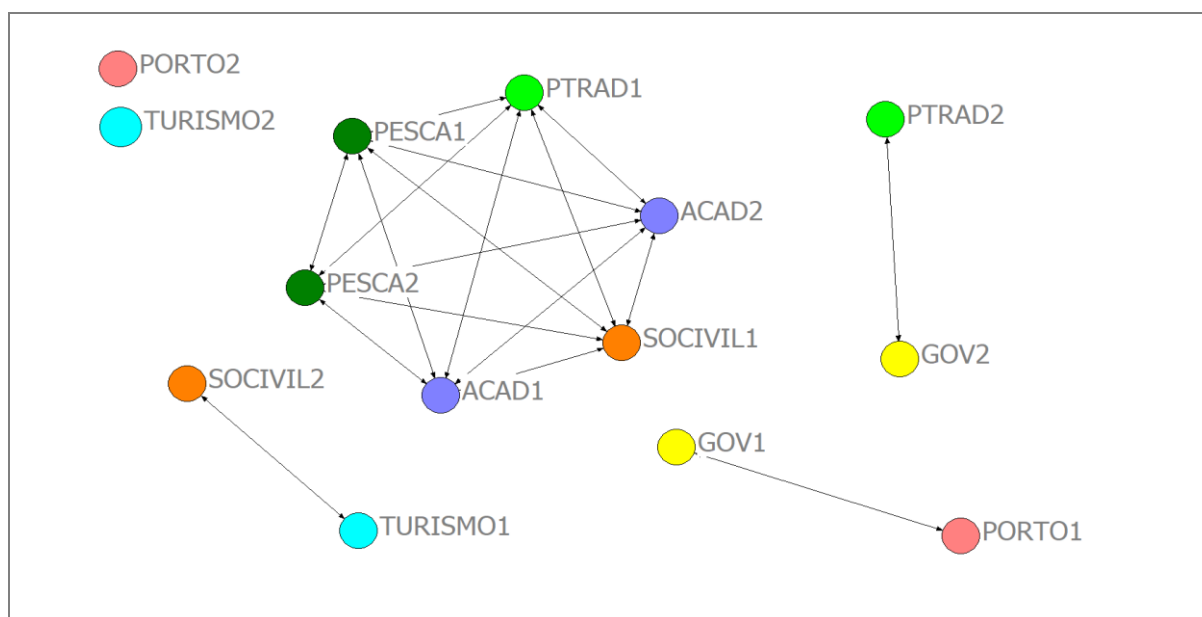 PORTO2
TURISMO2
PTRAD1
PESCA1
PTRAD2
ACAD2
PESCA2
SOCIVIL1
GOV2
SOCIVIL2
ACAD1
GOV1
TURISMO1
PORTO1